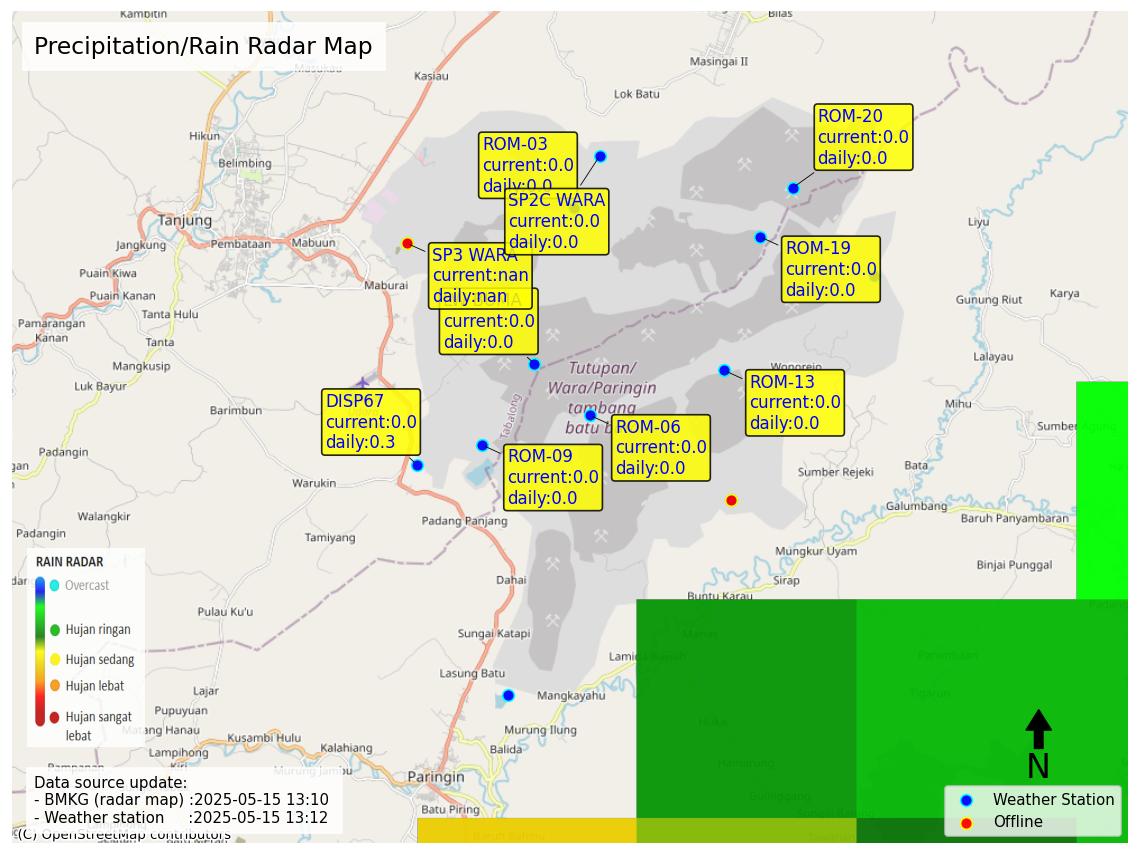 Kambitin
Bilas
Precipitation/Rain Radar Map
Masukau
Kasiau
Masingai II
Lok Batu
Hikun
Belimbing
ROM-03
current:0.0
daily:0.0
ROM-20
current:0.0
daily:0.0
SP2C WARA
current:0.0
daily:0.0
Tanjung
Jangkung
Pembataan
Mabuun
Liyu
ROM-19
current:0.0
daily:0.0
SP3 WARA
current:nan
daily:nan
Puain Kiwa
Maburai
Puain Kanan
Tanta Hulu
Gunung Riut
Karya
current:0.0
daily:0.0
Pamarangan
Kanan
Tanta
Mangkusip
Lalayau
Luk Bayur
Tutupan/
Wara/Paringin
tambang
batu b
Wonorejo
ROM-13
current:0.0
daily:0.0
Tabalong
DISP67
current:0.0
daily:0.3
Barimbun
Mihu
ROM-06
current:0.0
daily:0.0
Sumber Agung
Padangin
ROM-09
current:0.0
daily:0.0
gan
Warukin
Sumber Rejeki
Bata
Galumbang
Walangkir
Padang Panjang
Baruh Panyambaran
Padangin
Tamiyang
Mungkur Uyam
Binjai Punggal
RAIN RADAR
Overcast
Hujan ringan
Hujan sedang
Hujan lebat
Hujan sangat
lebat
Dahai
Sirap
Buntu Karau
Pulau Ku'u
Sungai Katapi
Manas
Lasung Batu
Tigarun
Lajar
Mangkayahu
Pupuyuan
Matang Hanau
Murung Ilung
Kusambi Hulu
Kalahiang
Balida
Lampihong
Kiri
Murung Jambu
Paringin
Batu Piring
N
Data source update:
- BMKG (radar map) :2025-05-15 13:10
- Weather station :2025-05-15 13:12
(C) OpenStreetMap contributors
Weather Station
Offline